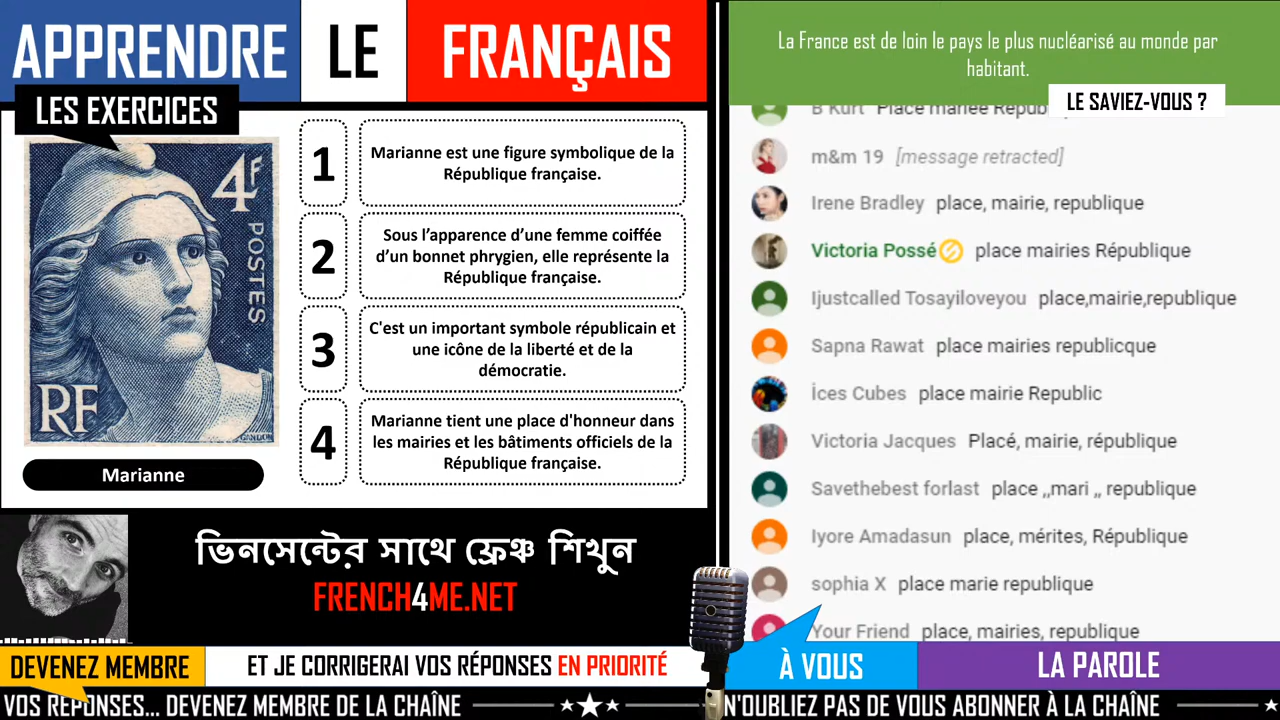 APPRENDRE LE FRANÇAIS
LES EXERCICES
4F
POSTES
RF
GANDON
Marianne
1
Marianne est une figure symbolique de la
République française.
2
Sous l'apparence d'une femme coiffée
d'un bonnet phrygien, elle représente la
République française.
3
C'est un important symbole républicain et
une icône de la liberté et de la
démocratie.
4
Marianne tient une place d'honneur dans
les mairies et les bâtiments officiels de la
République française.
ভিনসেন্টের সাথে ফ্রেঞ্চ শিখুন
FRENCH4ME.NET
DEVENEZ MEMBRE
ET JE CORRIGERAI VOS RÉPONSES EN PRIORITÉ
La France est de loin le pays le plus nucléarisé au monde par
habitant.
LE SAVIEZ-VOUS ?
B Kurt Place mariée Répub
m&m 19 [message retracted]
Irene Bradley place, mairie, republique
Victoria Possé place mairies République
Ijustcalled Tosayiloveyou place,mairie,republique
Sapna Rawat place mairies republicque
İces Cubes place mairie Republic
Victoria Jacques Placé, mairie, république
Savethebest forlast place ,,mari ,, republique
Iyore Amadasun place, mérites, République
sophia X place marie republique
Your Friend place, mairies, republique
À VOUS
LA PAROLE
VOS RÉPONSES... DEVENEZ MEMBRE DE LA CHAÎNE
N'OUBLIEZ PAS DE VOUS ABONNER À LA CHAÎNE